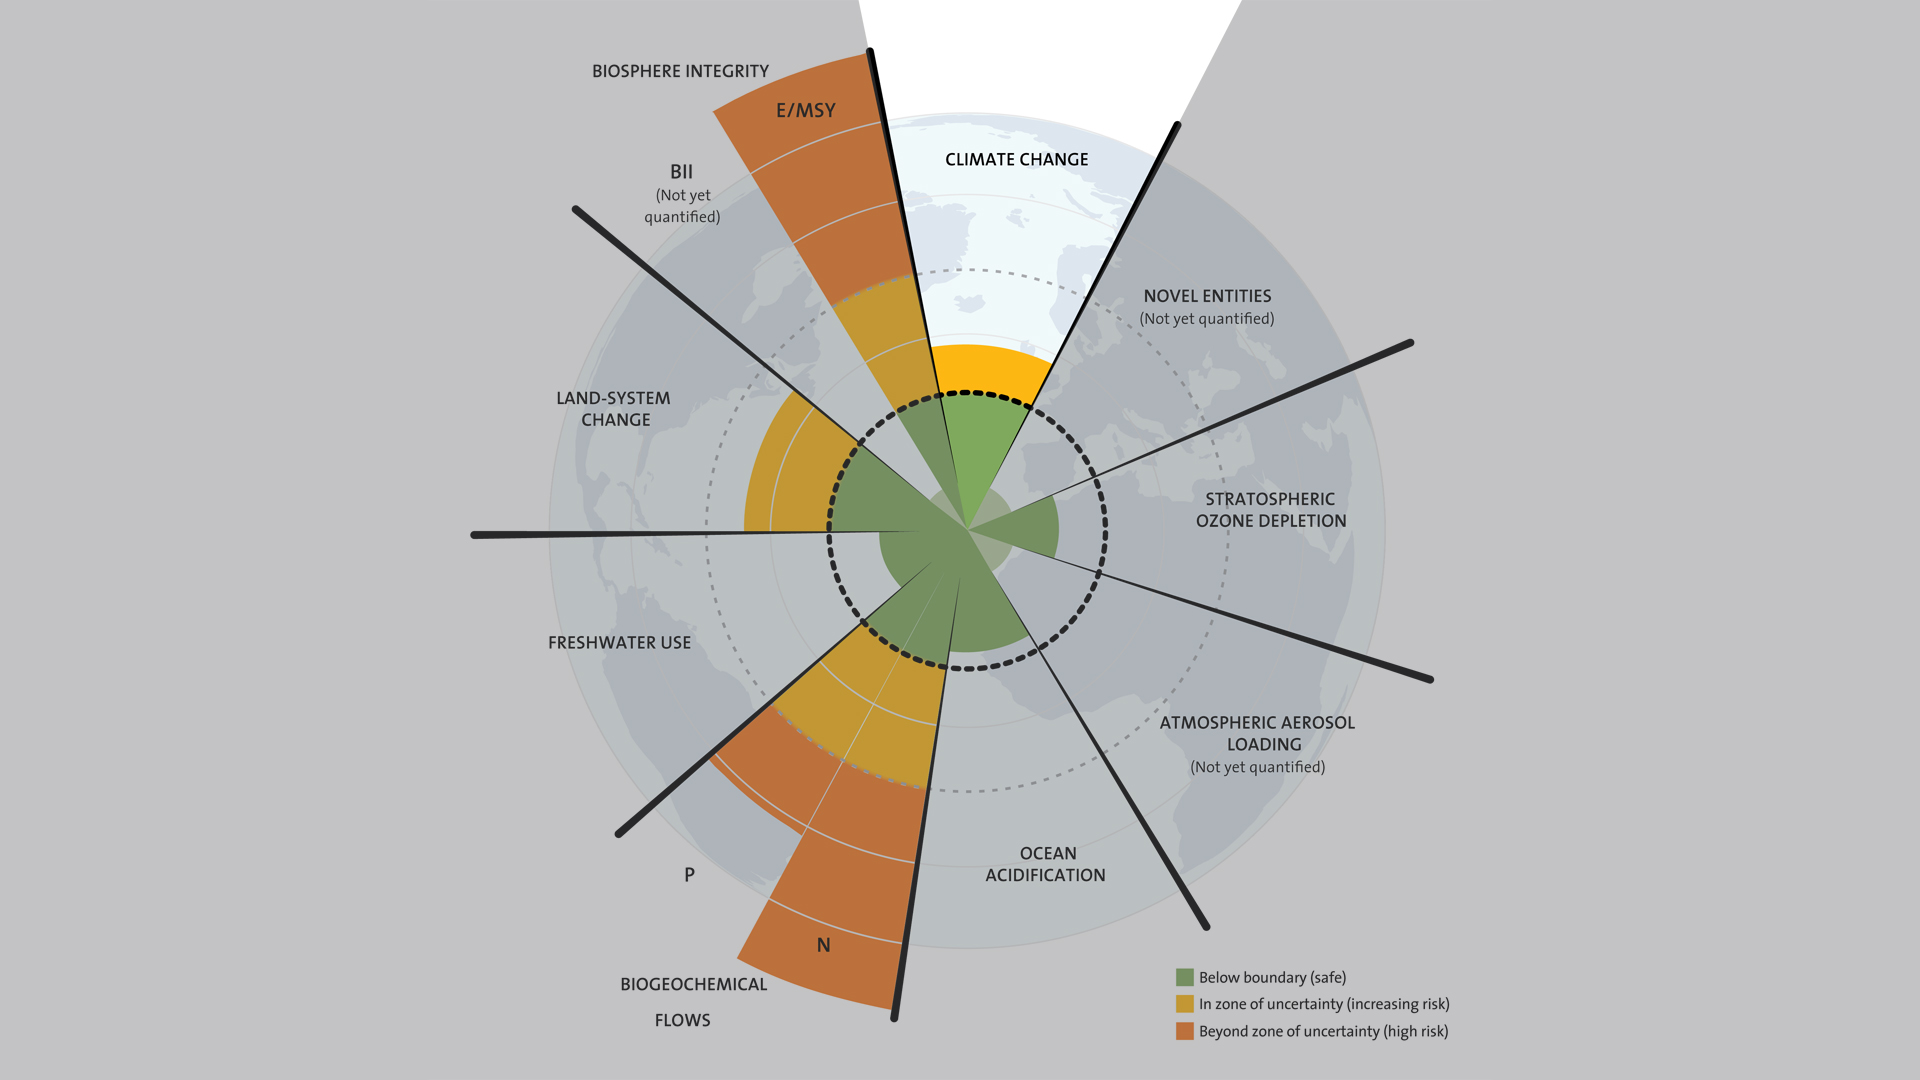 BIOSPHERE INTEGRITY
E/MSY
BII
(Not yet
quantified)
CLIMATE CHANGE
NOVEL ENTITIES
(Not yet quantified)
LAND-SYSTEM
CHANGE
STRATOSPHERIC
OZONE DEPLETION
FRESHWATER USE
ATMOSPHERIC AEROSOL
LOADING
(Not yet quantified)
OCEAN
ACIDIFICATION
P
N
BIOGEOCHEMICAL
FLOWS
Below boundary (safe)
In zone of uncertainty (increasing risk)
Beyond zone of uncertainty (high risk)